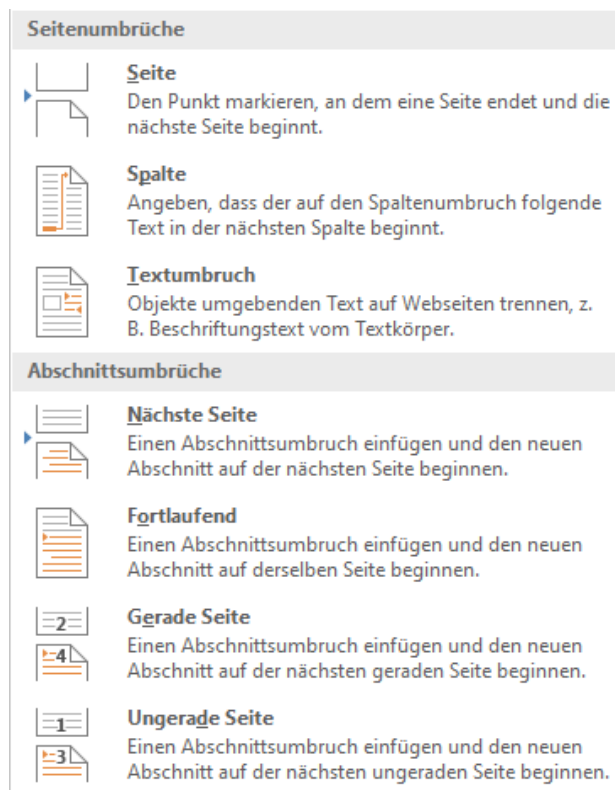 Seitenumbrüche
Seite
Den Punkt markieren, an dem eine Seite endet und die
nächste Seite beginnt.
Spalte
Angeben, dass der auf den Spaltenumbruch folgende
Text in der nächsten Spalte beginnt.
Textumbruch
Objekte umgebenden Text auf Webseiten trennen, z.
B. Beschriftungstext vom Textkörper.
Abschnittsumbrüche
Nächste Seite
Einen Abschnittsumbruch einfügen und den neuen
Abschnitt auf der nächsten Seite beginnen.
Fortlaufend
Einen Abschnittsumbruch einfügen und den neuen
Abschnitt auf derselben Seite beginnen.
2
4
Gerade Seite
Einen Abschnittsumbruch einfügen und den neuen
Abschnitt auf der nächsten geraden Seite beginnen.
1
3
Ungerade Seite
Einen Abschnittsumbruch einfügen und den neuen
Abschnitt auf der nächsten ungeraden Seite beginnen.